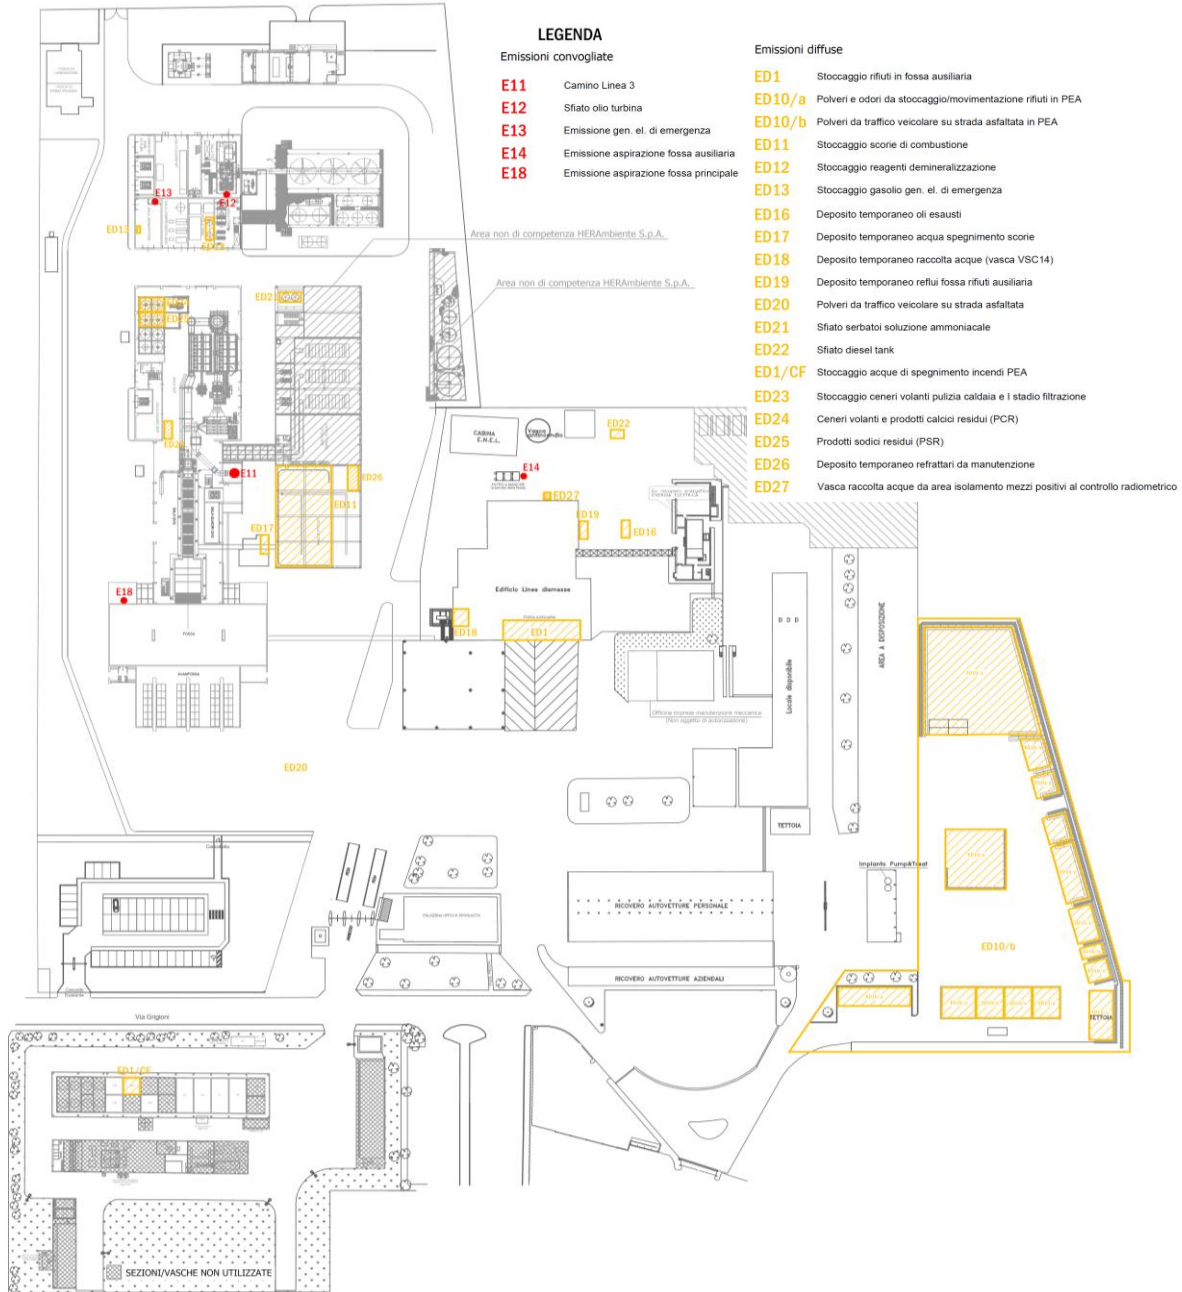 LEGENDA
Emissioni convogliate
E11 Camino Linea 3
E12 Sfiato olio turbina
E13 Emissione gen. el. di emergenza
E14 Emissione aspirazione fossa ausiliaria
E18 Emissione aspirazione fossa principale
Emissioni diffuse
ED1 Stoccaggio rifiuti in fossa ausiliaria
ED10/a Polveri e odori da stoccaggio/movimentazione rifiuti in PEA
ED10/b Polveri da traffico veicolare su strada asfaltata in PEA
ED11 Stoccaggio scorie di combustione
ED12 Stoccaggio reagenti demineralizzazione
ED13 Stoccaggio gasolio gen. el. di emergenza
ED16 Deposito temporaneo oli esausti
ED17 Deposito temporaneo acqua spegnimento scorie
ED18 Deposito temporaneo raccolta acque (vasca VSC14)
ED19 Deposito temporaneo reflui fossa rifiuti ausiliaria
ED20 Polveri da traffico veicolare su strada asfaltata
ED21 Sfiato serbatoi soluzione ammoniacale
ED22 Sfiato diesel tank
ED1/CF Stoccaggio acque di spegnimento incendi PEA
ED23 Stoccaggio ceneri volanti pulizia caldaia e I stadio filtrazione
ED24 Ceneri volanti e prodotti calcici residui (PCR)
ED25 Prodotti sodici residui (PSR)
ED26 Deposito temporaneo refrattari da manutenzione
ED27 Vasca raccolta acque da area isolamento mezzi positivi al controllo radiometrico
E13
E12
ED13
Area non di competenza HERAmbiente S.p.A.
Area non di competenza HERAmbiente S.p.A.
ED21
CABINA
E.N.E.L.
ED22
E11
E14
ED26
ED11
ED27
ED17
ED19
ED16
E18
Edificio Linee dismesse
ED18
ED1
FOSSA
AVANFOSSA
Locale disponibile
AREA A DISPOSIZIONE
Officina imprese manutenzione meccanica
(Non oggetto di autorizzazione)
ED20
TETTOIA
Impianto Pump&Treat
RICOVERO AUTOVETTURE PERSONALE
RICOVERO AUTOVETTURE AZIENDALI
ED10/b
TETTOIA
Via Grigioni
ED1/CF
SEZIONI/VASCHE NON UTILIZZATE